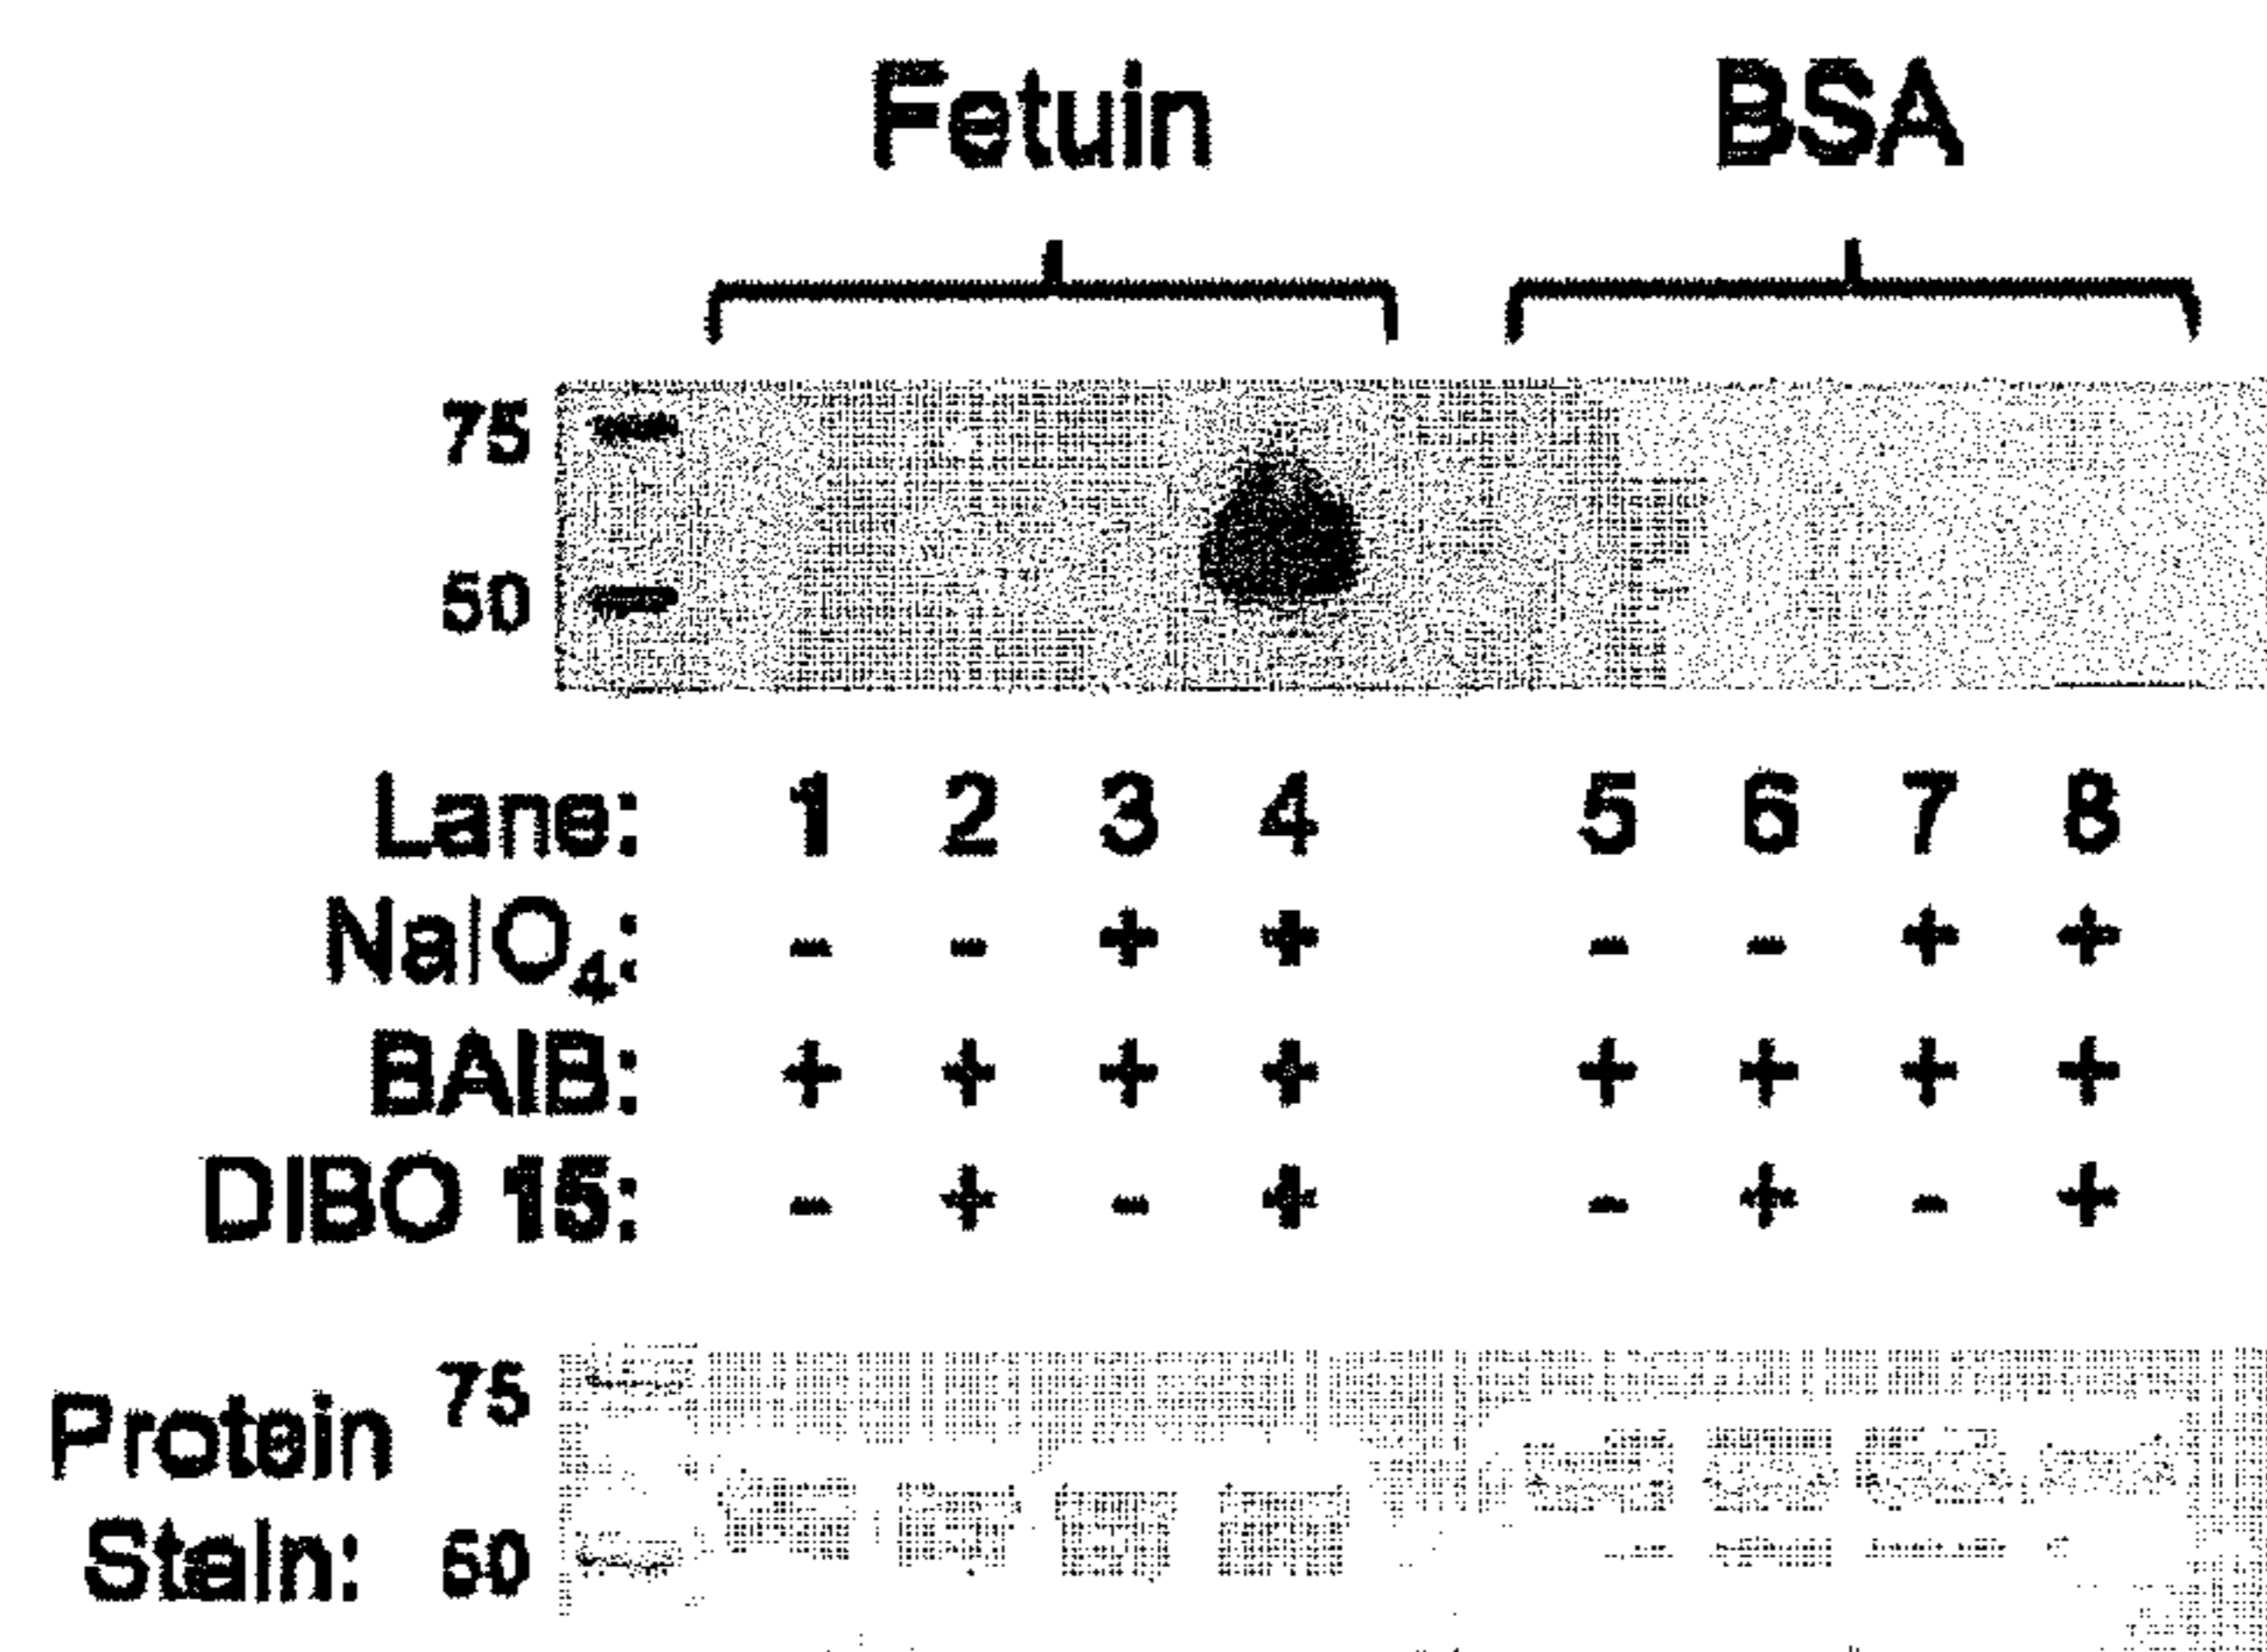 Fetuin BSA
75
50
Lane: 1 2 3 4 5 6 7 8
NaIO4: - - + + - - + +
BAIB: + + + + + + + +
DIBO 15: - + - + - + - +
75
Protein
Stain: 50